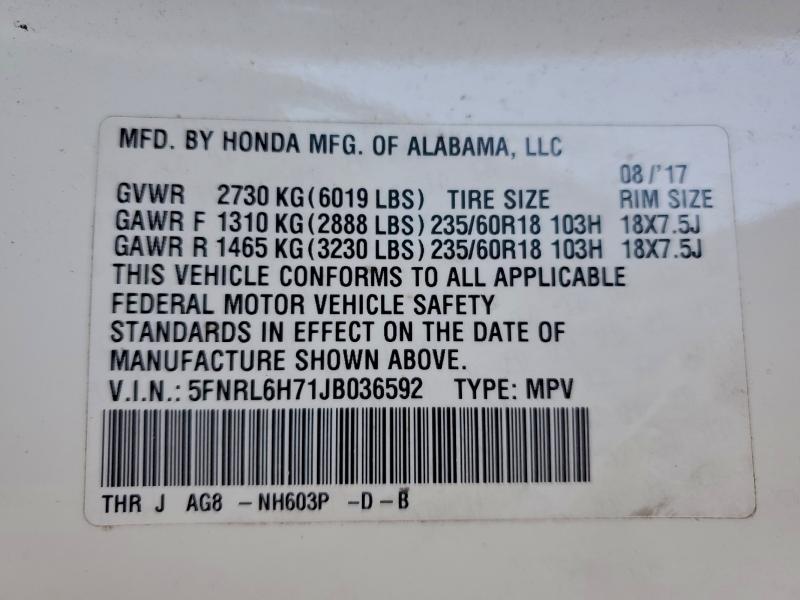 MFD. BY HONDA MFG. OF ALABAMA, LLC
08/'17
GVWR 2730 KG(6019 LBS) TIRE SIZE RIM SIZE
GAWR F 1310 KG(2888 LBS) 235/60R18 103H 18X7.5J
GAWR R 1465 KG(3230 LBS) 235/60R18 103H 18X7.5J
THIS VEHICLE CONFORMS TO ALL APPLICABLE
FEDERAL MOTOR VEHICLE SAFETY
STANDARDS IN EFFECT ON THE DATE OF
MANUFACTURE SHOWN ABOVE.
V.I.N.: 5FNRL6H71JB036592 TYPE: MPV
THR J AG8 -NH603P -D-B